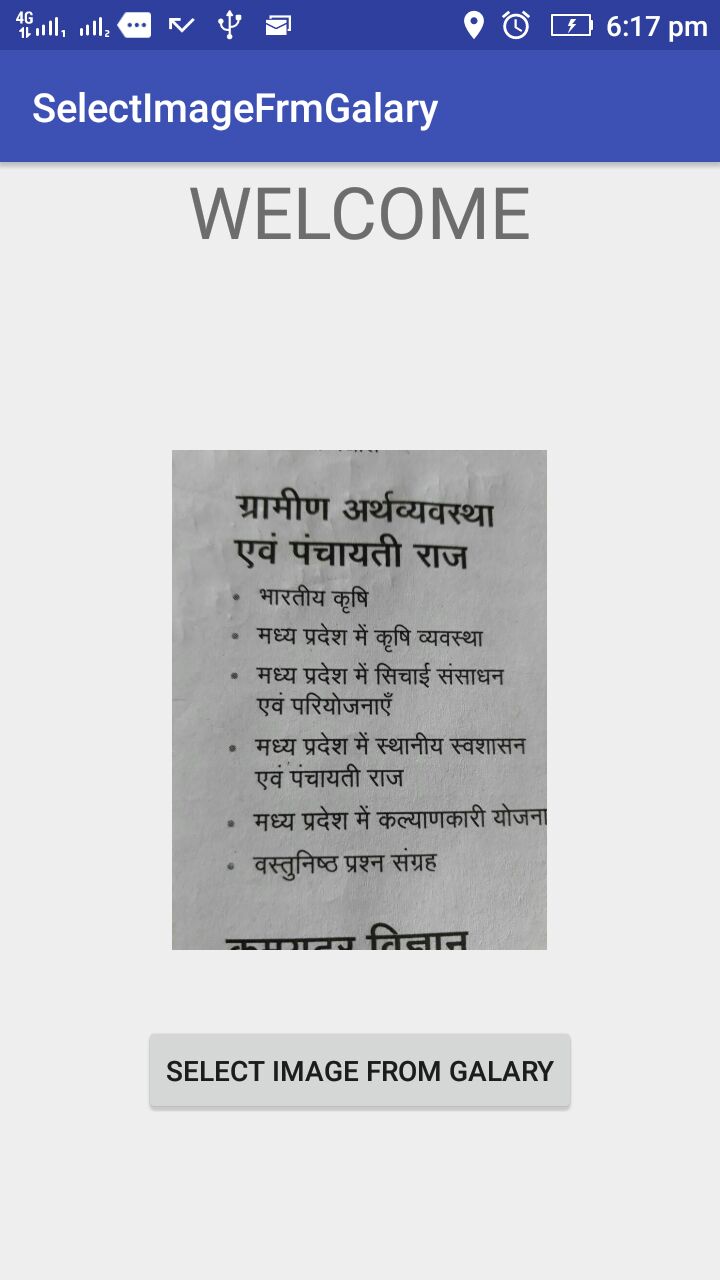 4G
1
2
6:17 pm
SelectImageFrmGalary
WELCOME
ग्रामीण अर्थव्यवस्था
एवं पंचायती राज
• भारतीय कृषि
• मध्य प्रदेश में कृषि व्यवस्था
• मध्य प्रदेश में सिचाई संसाधन
एवं परियोजनाएँ
• मध्य प्रदेश में स्थानीय स्वशासन
एवं पंचायती राज
• मध्य प्रदेश में कल्याणकारी योजना
• वस्तुनिष्ठ प्रश्न संग्रह
विज्ञान
SELECT IMAGE FROM GALARY